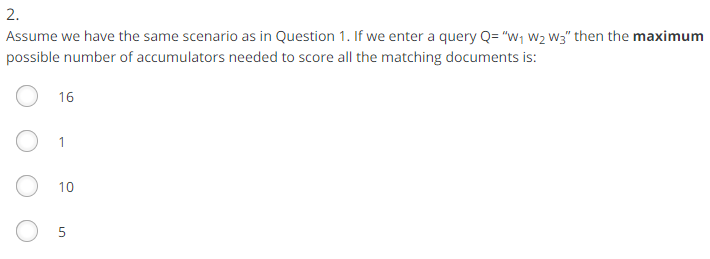 2.
Assume we have the same scenario as in Question 1. If we enter a query Q= “w₁ w₂ w₃” then the maximum
possible number of accumulators needed to score all the matching documents is:
16
1
10
5